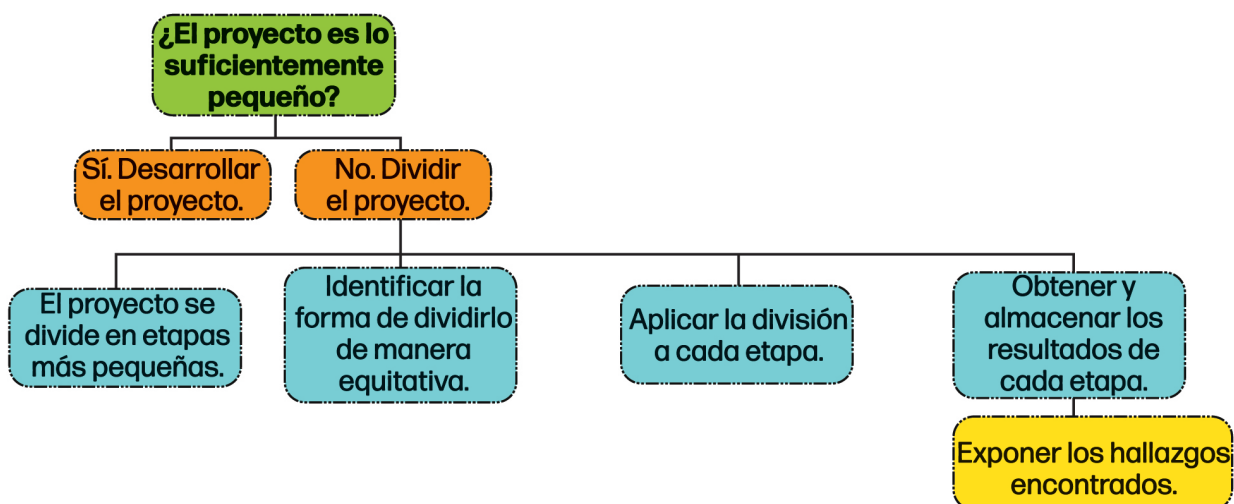 ¿El proyecto es lo
suficientemente
pequeño?
Sí. Desarrollar
el proyecto.
No. Dividir
el proyecto.
El proyecto se
divide en etapas
más pequeñas.
Identificar la
forma de dividirlo
de manera
equitativa.
Aplicar la división
a cada etapa.
Obtener y
almacenar los
resultados de
cada etapa.
Exponer los hallazgos
encontrados.